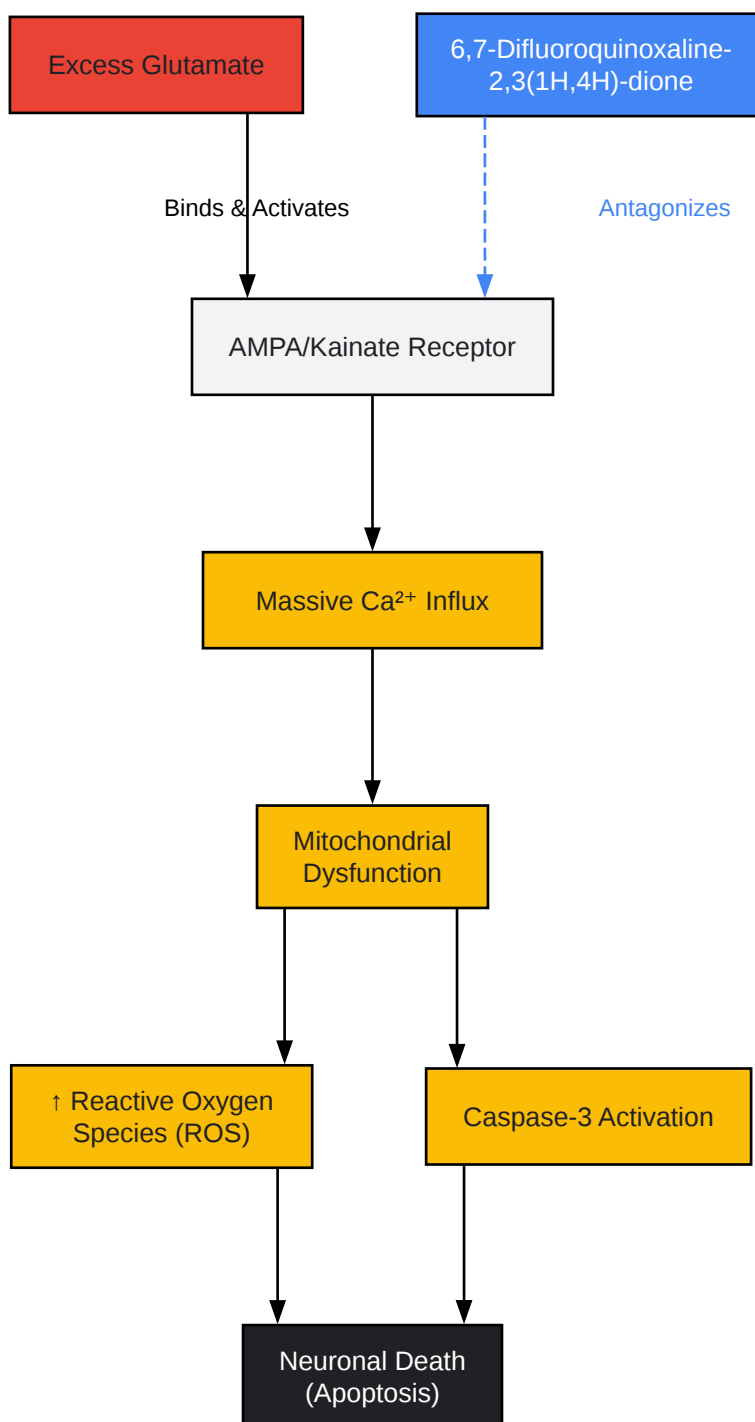 Excess Glutamate
6,7-Difluoroquinoxaline-
2,3(1H,4H)-dione
Binds & Activates
Antagonizes
AMPA/Kainate Receptor
Massive Ca²⁺ Influx
Mitochondrial
Dysfunction
↑ Reactive Oxygen
Species (ROS)
Caspase-3 Activation
Neuronal Death
(Apoptosis)